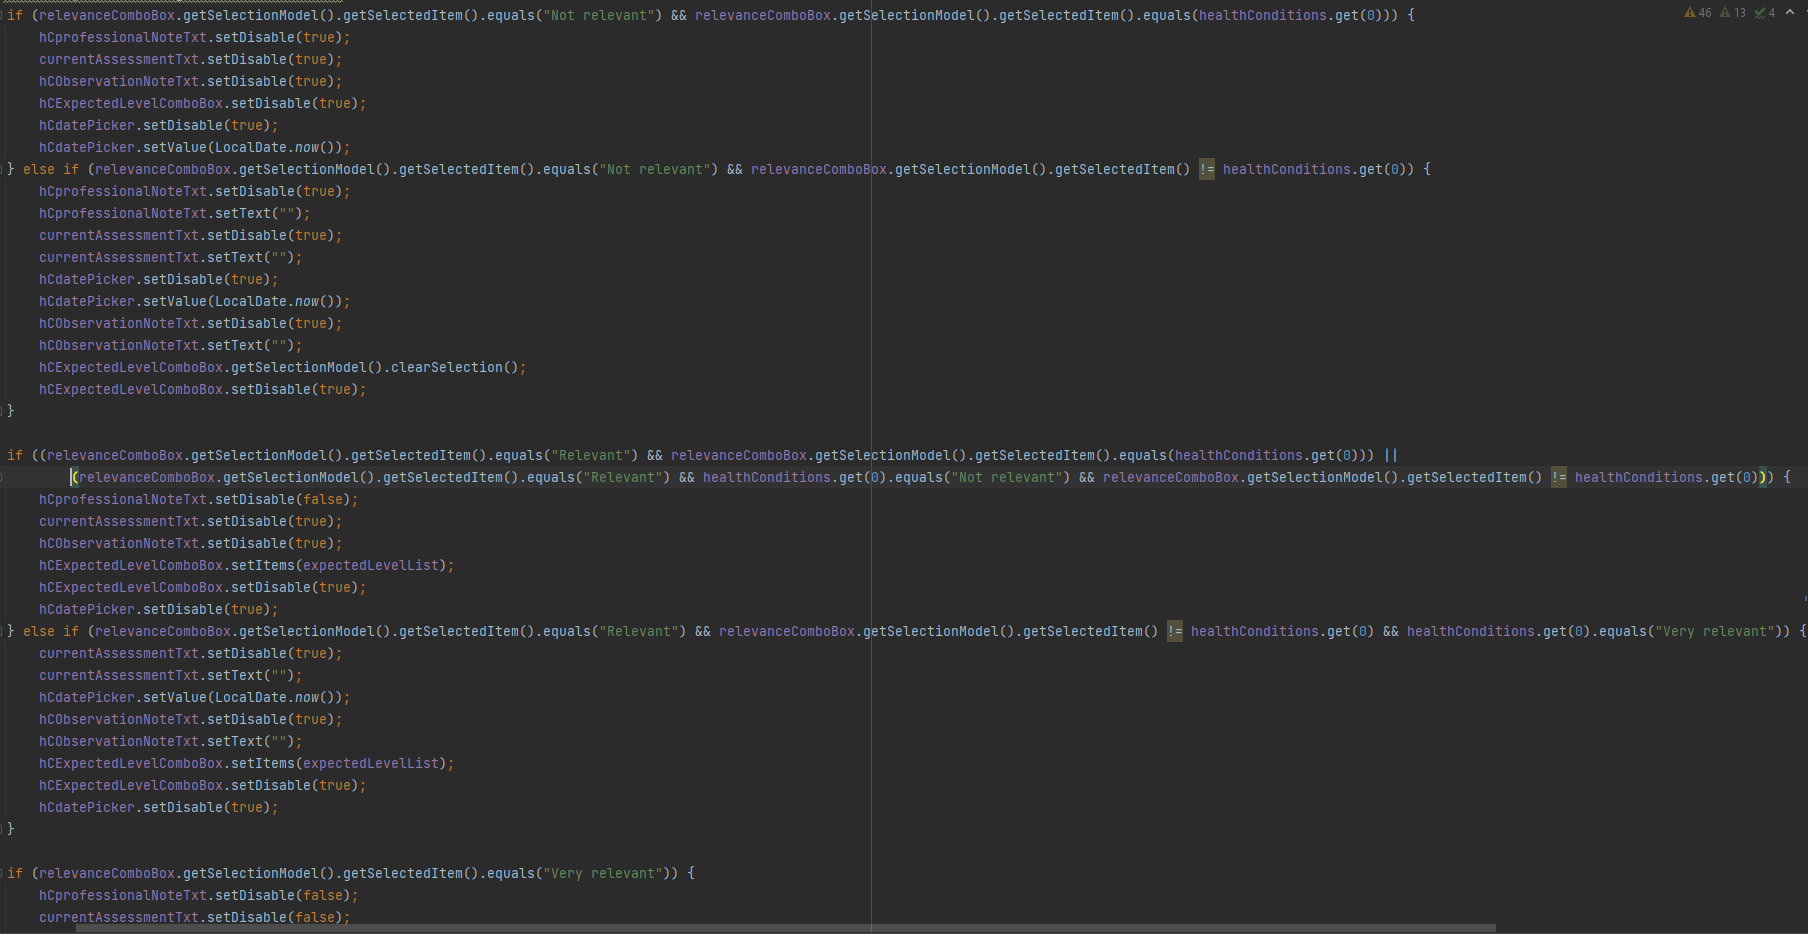 if (relevanceComboBox.getSelectionModel().getSelectedItem().equals("Not relevant") && relevanceComboBox.getSelectionModel().getSelectedItem().equals(healthConditions.get(0))) {
46 13 4
hCprofessionalNoteTxt.setDisable(true);
currentAssessmentTxt.setDisable(true);
hCObservationNoteTxt.setDisable(true);
hCExpectedLevelComboBox.setDisable(true);
hCdatePicker.setDisable(true);
hCdatePicker.setValue(LocalDate.now());
} else if (relevanceComboBox.getSelectionModel().getSelectedItem().equals("Not relevant") && relevanceComboBox.getSelectionModel().getSelectedItem() != healthConditions.get(0)) {
hCprofessionalNoteTxt.setDisable(true);
hCprofessionalNoteTxt.setText("");
currentAssessmentTxt.setDisable(true);
currentAssessmentTxt.setText("");
hCdatePicker.setDisable(true);
hCdatePicker.setValue(LocalDate.now());
hCObservationNoteTxt.setDisable(true);
hCObservationNoteTxt.setText("");
hCExpectedLevelComboBox.getSelectionModel().clearSelection();
hCExpectedLevelComboBox.setDisable(true);
}
if ((relevanceComboBox.getSelectionModel().getSelectedItem().equals("Relevant") && relevanceComboBox.getSelectionModel().getSelectedItem().equals(healthConditions.get(0))) ||
(relevanceComboBox.getSelectionModel().getSelectedItem().equals("Relevant") && healthConditions.get(0).equals("Not relevant") && relevanceComboBox.getSelectionModel().getSelectedItem() != healthConditions.get(0))) {
hCprofessionalNoteTxt.setDisable(false);
currentAssessmentTxt.setDisable(true);
hCObservationNoteTxt.setDisable(true);
hCExpectedLevelComboBox.setItems(expectedLevelList);
hCExpectedLevelComboBox.setDisable(true);
hCdatePicker.setDisable(true);
} else if (relevanceComboBox.getSelectionModel().getSelectedItem().equals("Relevant") && relevanceComboBox.getSelectionModel().getSelectedItem() != healthConditions.get(0) && healthConditions.get(0).equals("Very relevant")) {
currentAssessmentTxt.setDisable(true);
currentAssessmentTxt.setText("");
hCdatePicker.setValue(LocalDate.now());
hCObservationNoteTxt.setDisable(true);
hCObservationNoteTxt.setText("");
hCExpectedLevelComboBox.setItems(expectedLevelList);
hCExpectedLevelComboBox.setDisable(true);
hCdatePicker.setDisable(true);
}
if (relevanceComboBox.getSelectionModel().getSelectedItem().equals("Very relevant")) {
hCprofessionalNoteTxt.setDisable(false);
currentAssessmentTxt.setDisable(false);